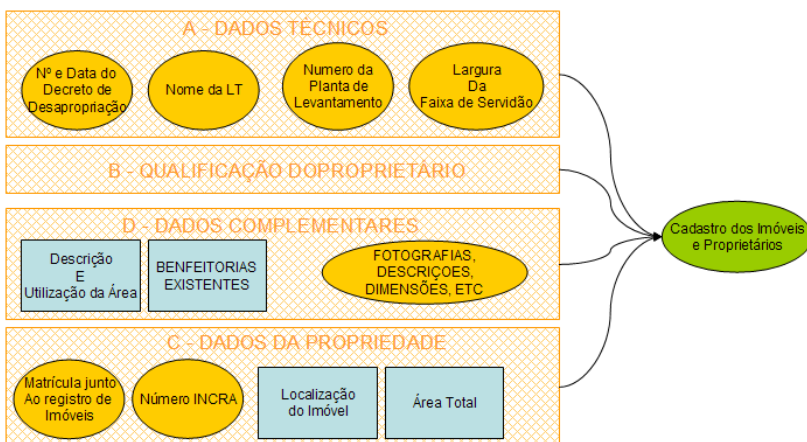 A - DADOS TÉCNICOS
Nº e Data do
Decreto de
Desapropriação
Nome da LT
Numero da
Planta de
Levantamento
Largura
Da
Faixa de Servidão
B - QUALIFICAÇÃO DOPROPRIETÁRIO
D - DADOS COMPLEMENTARES
Descrição
E
Utilização da Área
BENFEITORIAS
EXISTENTES
FOTOGRAFIAS,
DESCRIÇOES,
DIMENSÕES, ETC
C - DADOS DA PROPRIEDADE
Matrícula junto
Ao registro de
Imóveis
Número INCRA
Localização
do Imóvel
Área Total
Cadastro dos Imóveis
e Proprietários